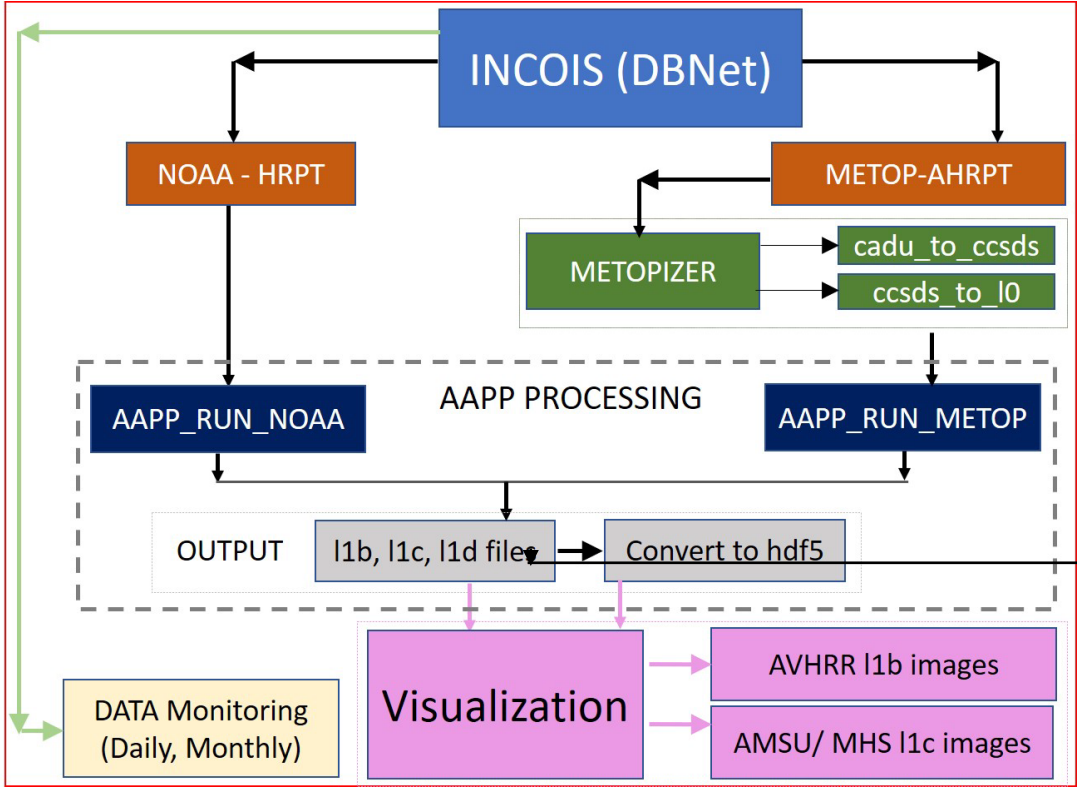 INCOIS (DBNet)
NOAA - HRPT
METOP-AHRPT
METOPIZER
cadu_to_ccsds
ccsds_to_l0
AAPP PROCESSING
AAPP_RUN_NOAA
AAPP_RUN_METOP
OUTPUT
l1b, l1c, l1d files
Convert to hdf5
Visualization
AVHRR l1b images
AMSU/ MHS l1c images
DATA Monitoring
(Daily, Monthly)